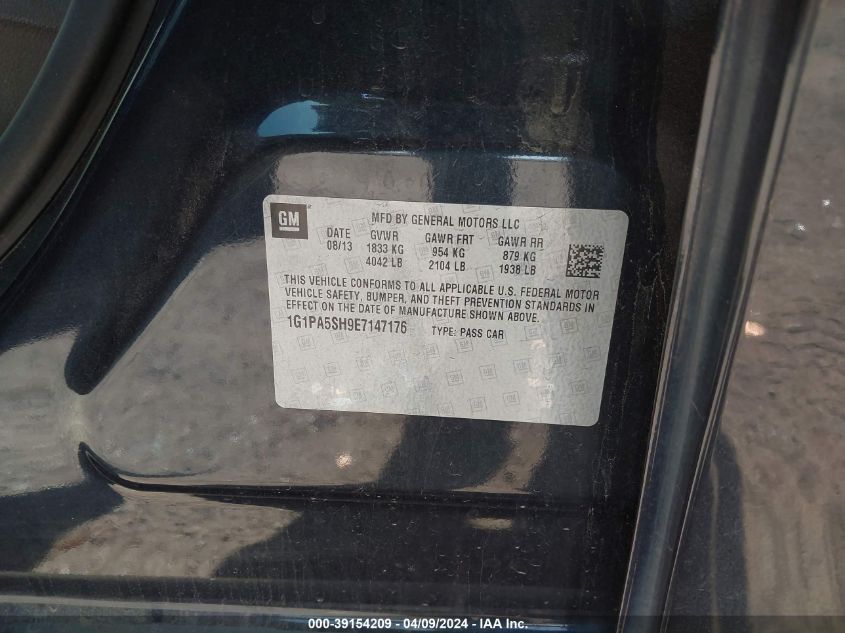 GM
MFD BY GENERAL MOTORS LLC
DATE GVWR GAWR FRT GAWR RR
08/13 1833 KG 954 KG 879 KG
4042 LB 2104 LB 1938 LB
THIS VEHICLE CONFORMS TO ALL APPLICABLE U.S. FEDERAL MOTOR
VEHICLE SAFETY, BUMPER, AND THEFT PREVENTION STANDARDS IN
EFFECT ON THE DATE OF MANUFACTURE SHOWN ABOVE.
1G1PA5SH9E7147176 TYPE: PASS CAR
000-39154209 - 04/09/2024 - IAA Inc.